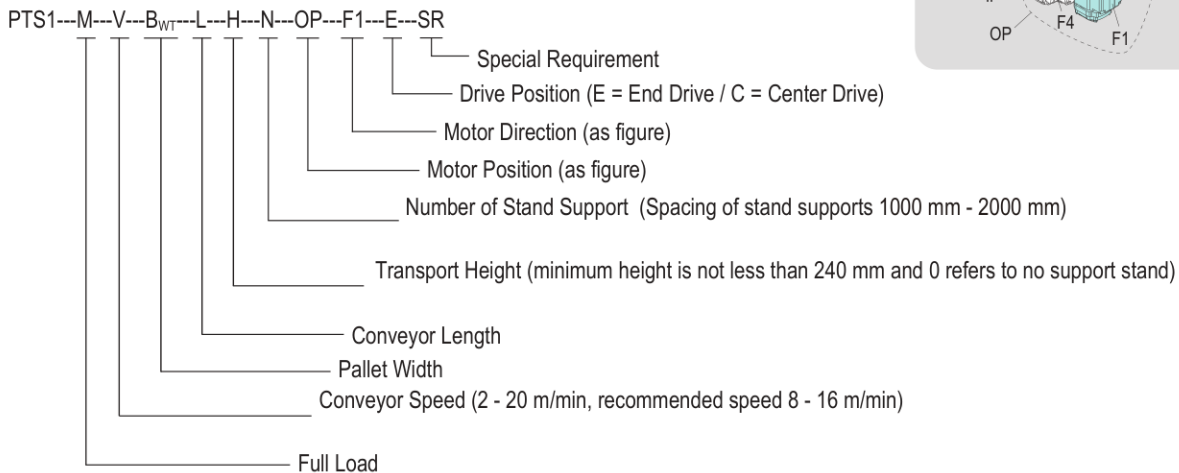 PTS1---M---V---BWT---L---H---N---OP---F1---E---SR
F4
OP
F1
Special Requirement
Drive Position (E = End Drive / C = Center Drive)
Motor Direction (as figure)
Motor Position (as figure)
Number of Stand Support (Spacing of stand supports 1000 mm - 2000 mm)
Transport Height (minimum height is not less than 240 mm and 0 refers to no support stand)
Conveyor Length
Pallet Width
Conveyor Speed (2 - 20 m/min, recommended speed 8 - 16 m/min)
Full Load